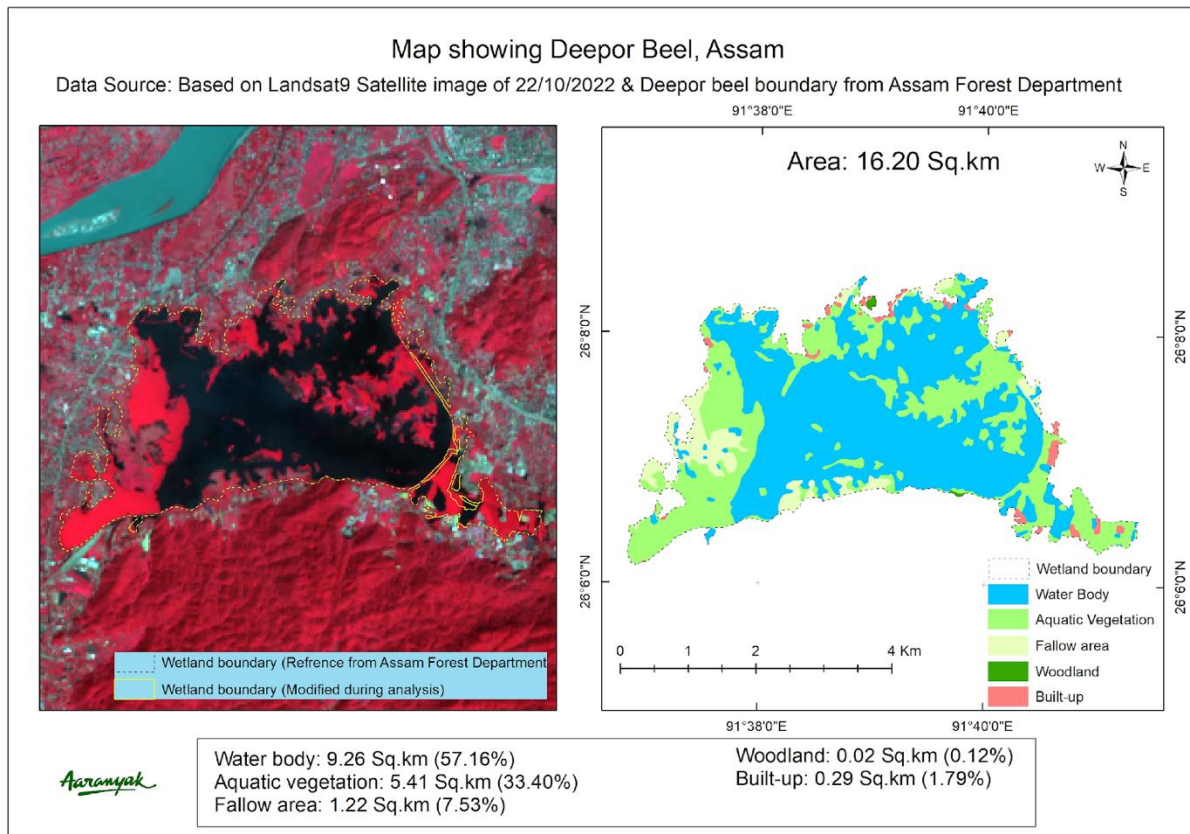 Map showing Deepor Beel, Assam
Data Source: Based on Landsat9 Satellite image of 22/10/2022 & Deepor beel boundary from Assam Forest Department
91°38'0"E
91°40'0"E
Area: 16.20 Sq.km
N
W
E
S
26°8'0"N
26°8'0"N
26°6'0"N
26°6'0"N
Wetland boundary
Water Body
Aquatic Vegetation
Fallow area
Woodland
Built-up
0
1
2
4 Km
Wetland boundary (Refrence from Assam Forest Department
Wetland boundary (Modified during analysis)
91°38'0"E
91°40'0"E
Aaranyak
Water body: 9.26 Sq.km (57.16%)
Aquatic vegetation: 5.41 Sq.km (33.40%)
Fallow area: 1.22 Sq.km (7.53%)
Woodland: 0.02 Sq.km (0.12%)
Built-up: 0.29 Sq.km (1.79%)